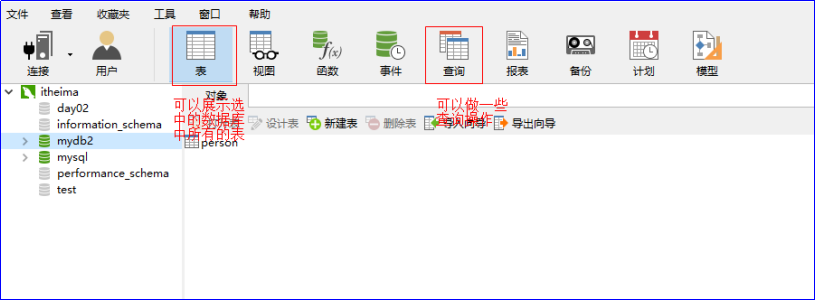 文件 查看 收藏夹 工具 窗口 帮助
连接 用户 表 视图 函数 事件 查询 报表 备份 计划 模型
f(x)
itheima
day02
information_schema
mydb2
mysql
performance_schema
test
对象
可以展示选
中的数据库
中所有的表
可以做一些
查询操作
设计表 新建表 删除表 导入向导 导出向导
person